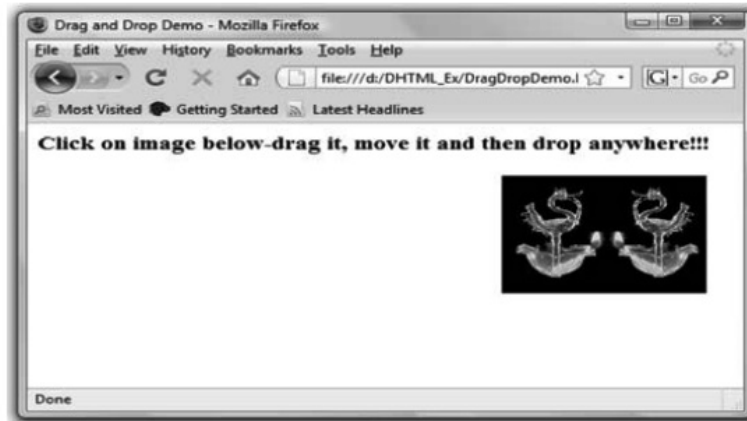 Drag and Drop Demo - Mozilla Firefox
File Edit View History Bookmarks Tools Help
file:///d:/DHTML_Ex/DragDropDemo.l G Go
Most Visited Getting Started Latest Headlines
Click on image below-drag it, move it and then drop anywhere!!!
Done